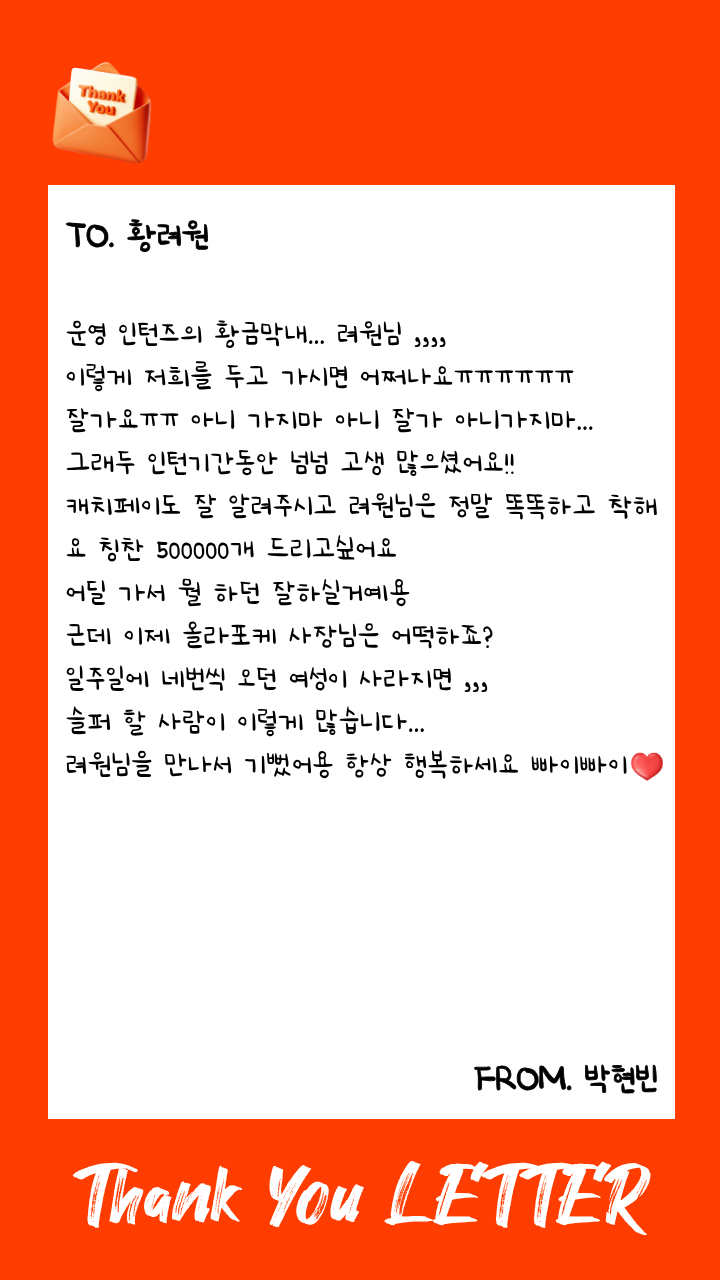 Thank
You
TO. 황려원
운영 인턴즈의 황금막내... 려원님 ,,,,
이렇게 저희를 두고 가시면 어쩌나요ㅠㅠㅠㅠㅠㅠ
잘가요ㅠㅠ 아니 가지마 아니 잘가 아니가지마...
그래두 인턴기간동안 넘넘 고생 많으셨어요!!
캐치페이도 잘 알려주시고 려원님은 정말 똑똑하고 착해
요 칭찬 500000개 드리고싶어요
어딜 가서 뭘 하던 잘하실거예용
근데 이제 올라포케 사장님은 어떡하죠?
일주일에 네번씩 오던 여성이 사라지면 ,,,
슬퍼 할 사람이 이렇게 많습니다...
려원님을 만나서 기뻤어용 항상 행복하세요 빠이빠이❤️
FROM. 박현빈
Thank You LETTER